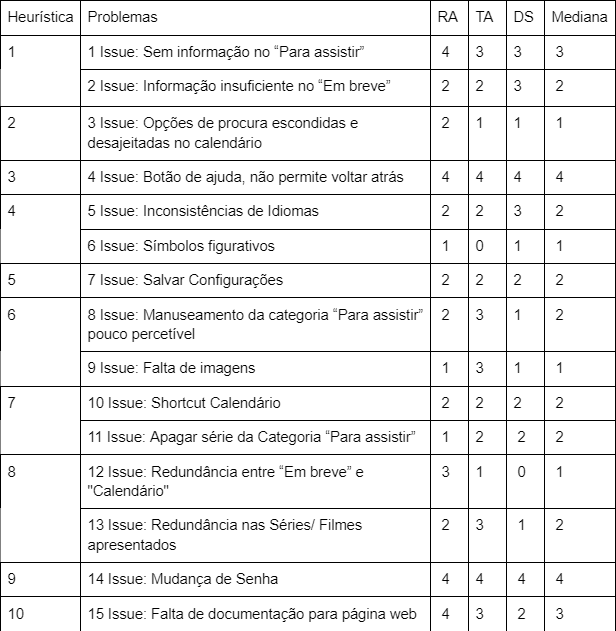 Heurística Problemas RA TA DS Mediana
1 1 Issue: Sem informação no “Para assistir” 4 3 3 3
2 Issue: Informação insuficiente no “Em breve” 2 2 3 2
2 3 Issue: Opções de procura escondidas e 2 1 1 1
desajeitadas no calendário
3 4 Issue: Botão de ajuda, não permite voltar atrás 4 4 4 4
4 5 Issue: Inconsistências de Idiomas 2 2 3 2
6 Issue: Símbolos figurativos 1 0 1 1
5 7 Issue: Salvar Configurações 2 2 2 2
6 8 Issue: Manuseamento da categoria “Para assistir” 2 3 1 2
pouco percetível
9 Issue: Falta de imagens 1 3 1 1
7 10 Issue: Shortcut Calendário 2 2 2 2
11 Issue: Apagar série da Categoria “Para assistir” 1 2 2 2
8 12 Issue: Redundância entre “Em breve” e 3 1 0 1
"Calendário"
13 Issue: Redundância nas Séries/ Filmes 2 3 1 2
apresentados
9 14 Issue: Mudança de Senha 4 4 4 4
10 15 Issue: Falta de documentação para página web 4 3 2 3